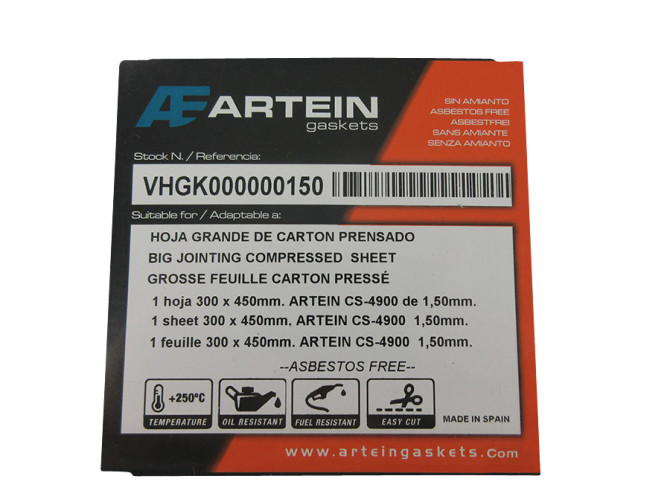 ARTEIN
gaskets
SIN AMIANTO
ASBESTOS FREE
ASBESTFREI
SANS AMIANTE
SENZA AMIANTO
Stock N. / Referencia:
VHGK000000150
Suitable for / Adaptable a:
HOJA GRANDE DE CARTON PRENSADO
BIG JOINTING COMPRESSED SHEET
GROSSE FEUILLE CARTON PRESSÉ
1 hoja 300 x 450mm. ARTEIN CS-4900 de 1,50mm.
1 sheet 300 x 450mm. ARTEIN CS-4900 1,50mm.
1 feuille 300 x 450mm. ARTEIN CS-4900 1,50mm.
--ASBESTOS FREE--
+250ºC
TEMPERATURE
OIL RESISTANT
FUEL RESISTANT
EASY CUT
MADE IN SPAIN
www.arteingaskets.com